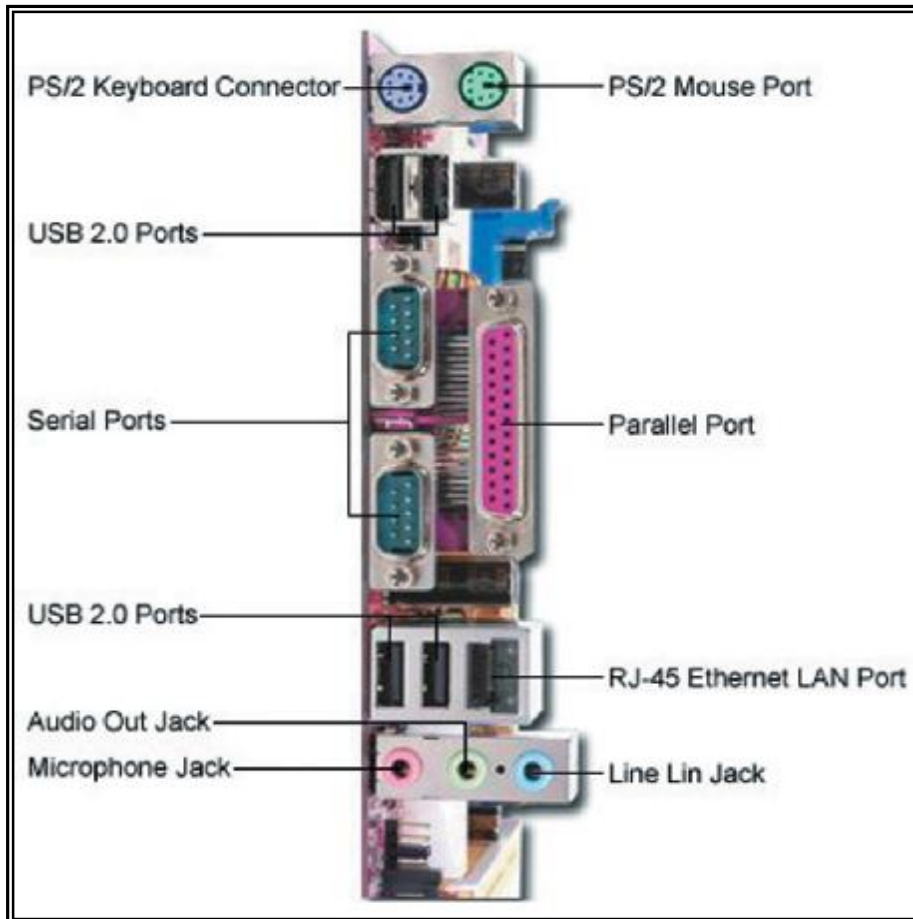 PS/2 Keyboard Connector
PS/2 Mouse Port
USB 2.0 Ports
Serial Ports
Parallel Port
USB 2.0 Ports
RJ-45 Ethernet LAN Port
Audio Out Jack
Microphone Jack
Line Lin Jack